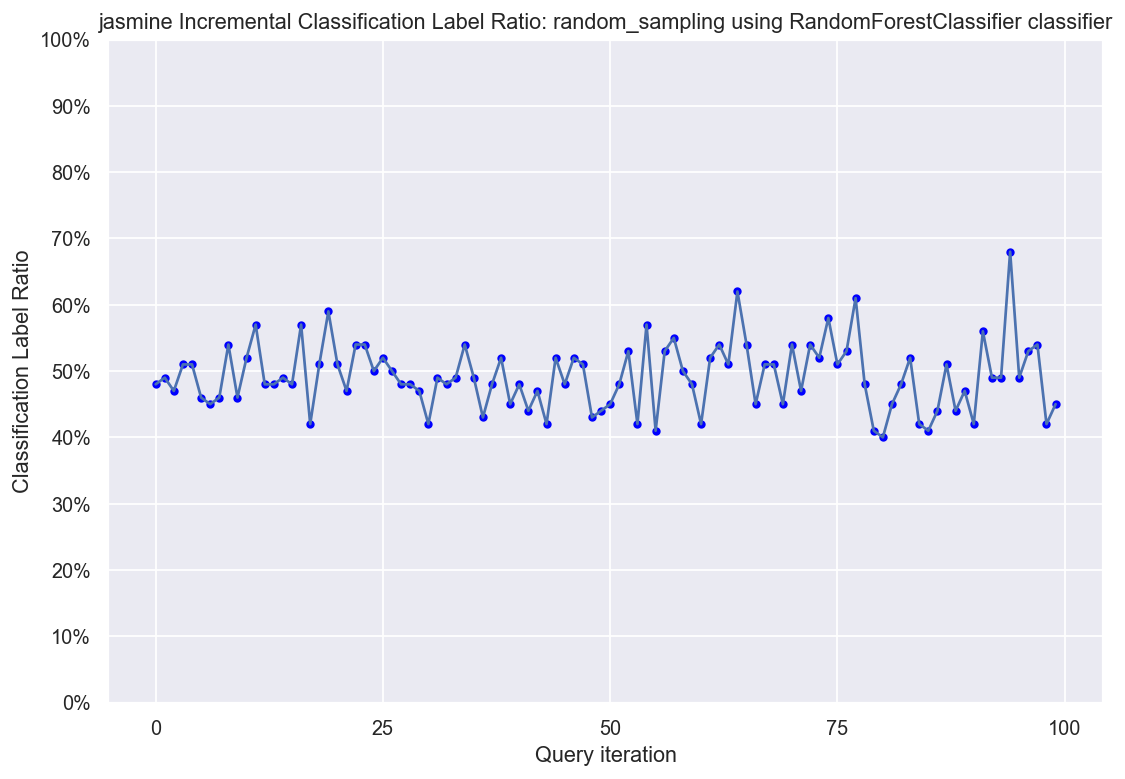 jasmine Incremental Classification Label Ratio: random_sampling using RandomForestClassifier classifier
100%
90%
80%
70%
60%
50%
40%
30%
20%
10%
0%
Classification Label Ratio
0 25 50 75 100
Query iteration